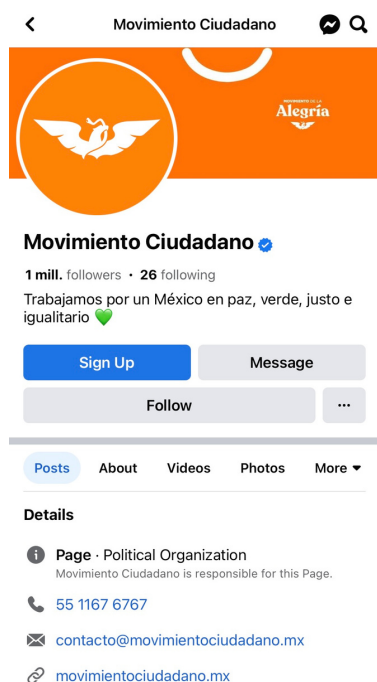 Movimiento Ciudadano
MOVIMIENTO DE LA
Alegría
Movimiento Ciudadano
1 mill. followers • 26 following
Trabajamos por un México en paz, verde, justo e
igualitario 💚
Sign Up
Message
Follow
...
Posts About Videos Photos More
Details
Page · Political Organization
Movimiento Ciudadano is responsible for this Page.
55 1167 6767
contacto@movimientociudadano.mx
movimientociudadano.mx